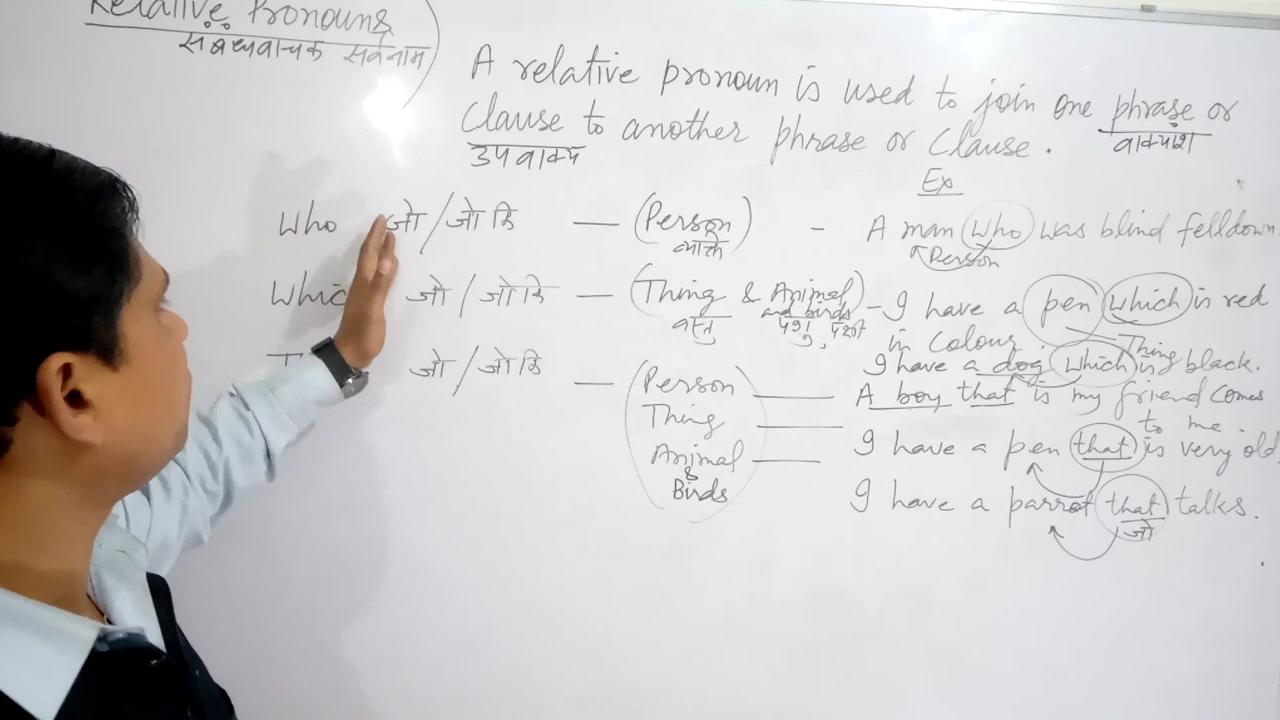 Relative Pronouns
संबंधवाचक सर्वनाम
A relative pronoun is used to join one phrase or
Clause to another phrase or Clause.
उपवाक्य
वाक्यांश
Ex
Who जो/जो कि — (Person) - A man who was blind felldown.
व्यक्ति
Person
Whic जो/जो कि — (Thing & Animal) - I have a pen which is red
and birds
वस्तु
in Colour
Thing
I have a dog which is black.
T जो/जो कि — Person — A boy that is my friend comes
to me.
Thing — I have a pen that is very old.
Animal — I have a parrot that talks.
& 
Birds
जो